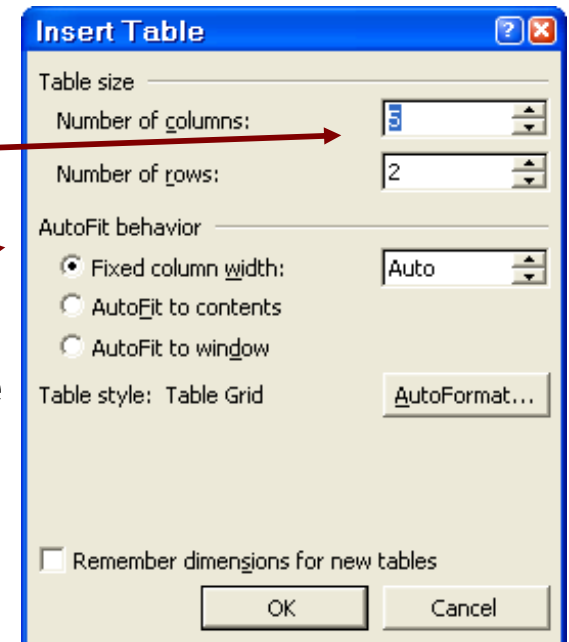 Insert Table
Table size
Number of columns: 5
Number of rows: 2
AutoFit behavior
Fixed column width: Auto
AutoFit to contents
AutoFit to window
Table style: Table Grid AutoFormat...
Remember dimensions for new tables
OK Cancel